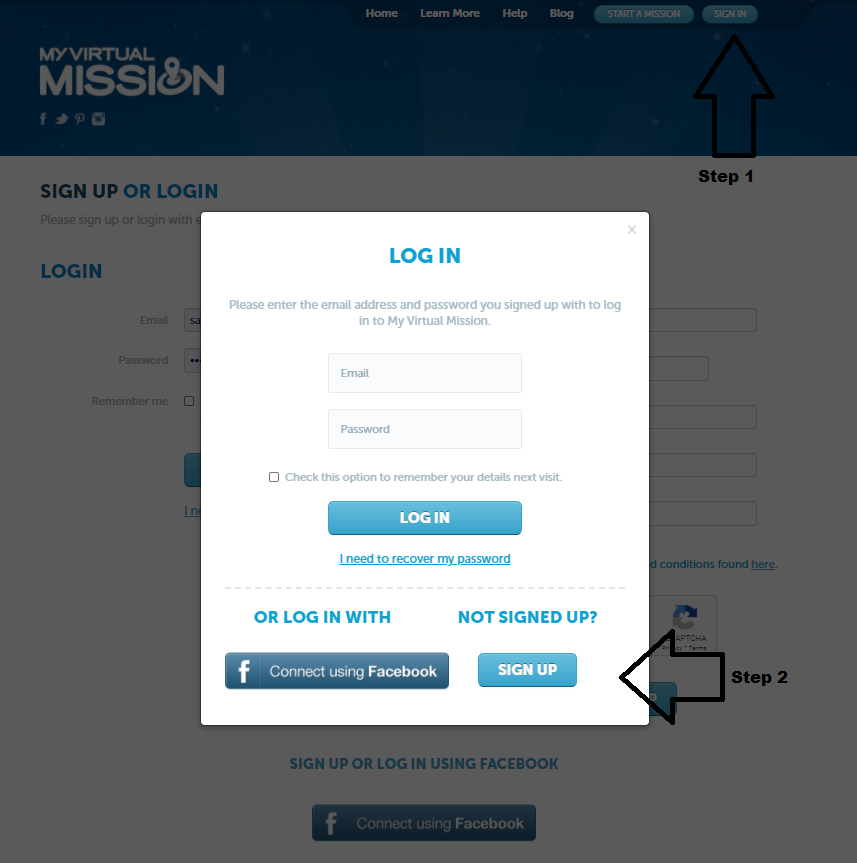 Home Learn More Help Blog START A MISSION SIGN IN
MY VIRTUAL
MISSION
Step 1
SIGN UP OR LOGIN
Please sign up or login with
LOGIN
Email sa
Password
Remember me
I ne
x
LOG IN
Please enter the email address and password you signed up with to log
in to My Virtual Mission.
Email
Password
Check this option to remember your details next visit.
LOG IN
I need to recover my password
d conditions found here.
OR LOG IN WITH NOT SIGNED UP?
f Connect using Facebook SIGN UP
Step 2
SIGN UP OR LOG IN USING FACEBOOK
f Connect using Facebook